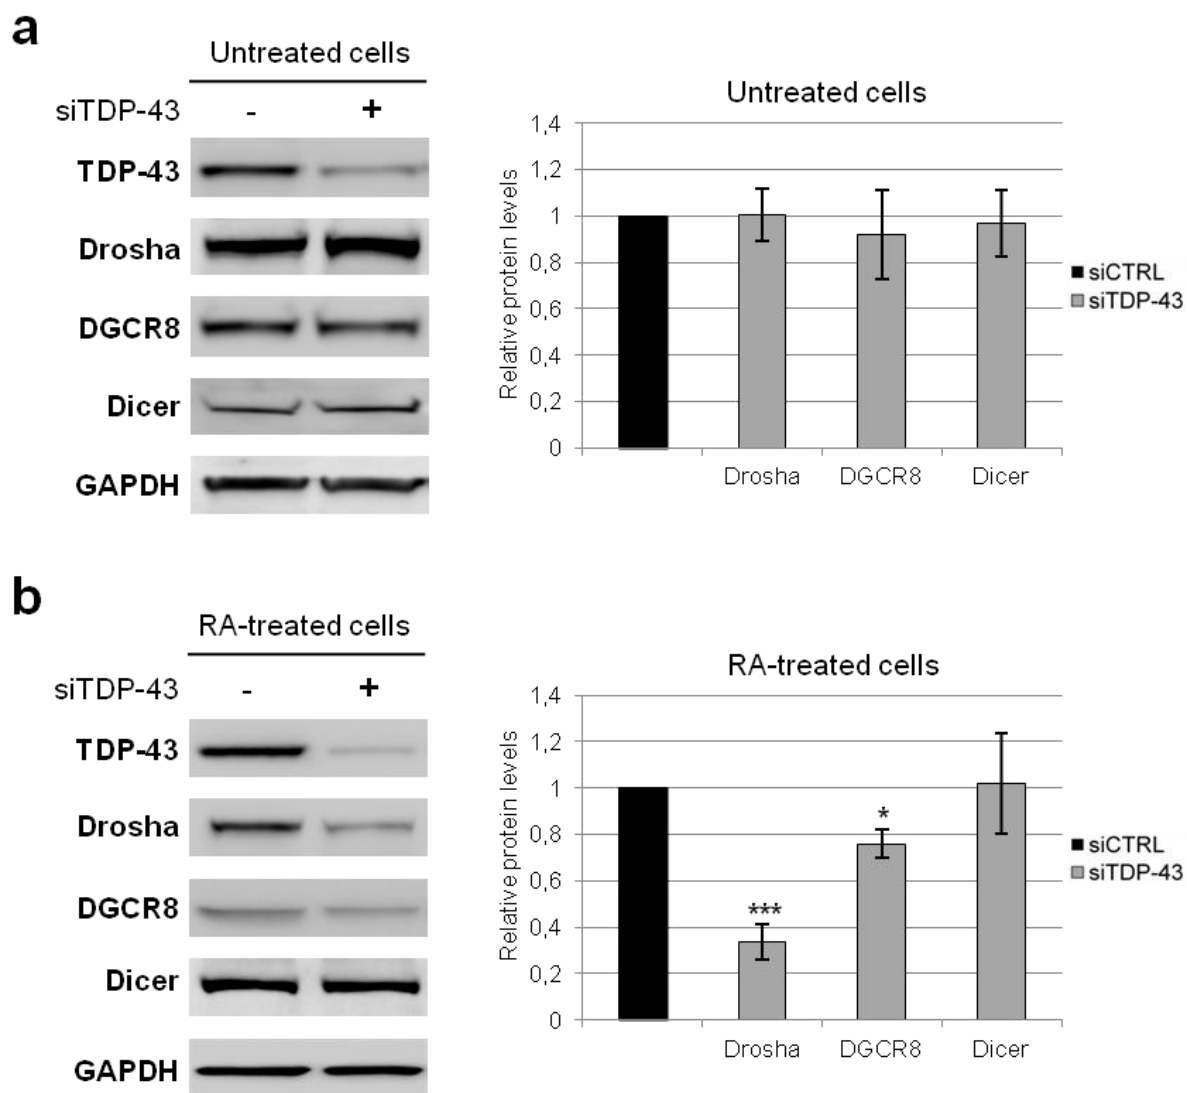 a
Untreated cells
siTDP-43 - +
TDP-43
Drosha
DGCR8
Dicer
GAPDH
Untreated cells
Relative protein levels
1,4
1,2
1
0,8
0,6
0,4
0,2
0
Drosha DGCR8 Dicer
siCTRL
siTDP-43
b
RA-treated cells
siTDP-43 - +
TDP-43
Drosha
DGCR8
Dicer
GAPDH
RA-treated cells
Relative protein levels
1,4
1,2
1
0,8
0,6
0,4
0,2
0
***
*
Drosha DGCR8 Dicer
siCTRL
siTDP-43